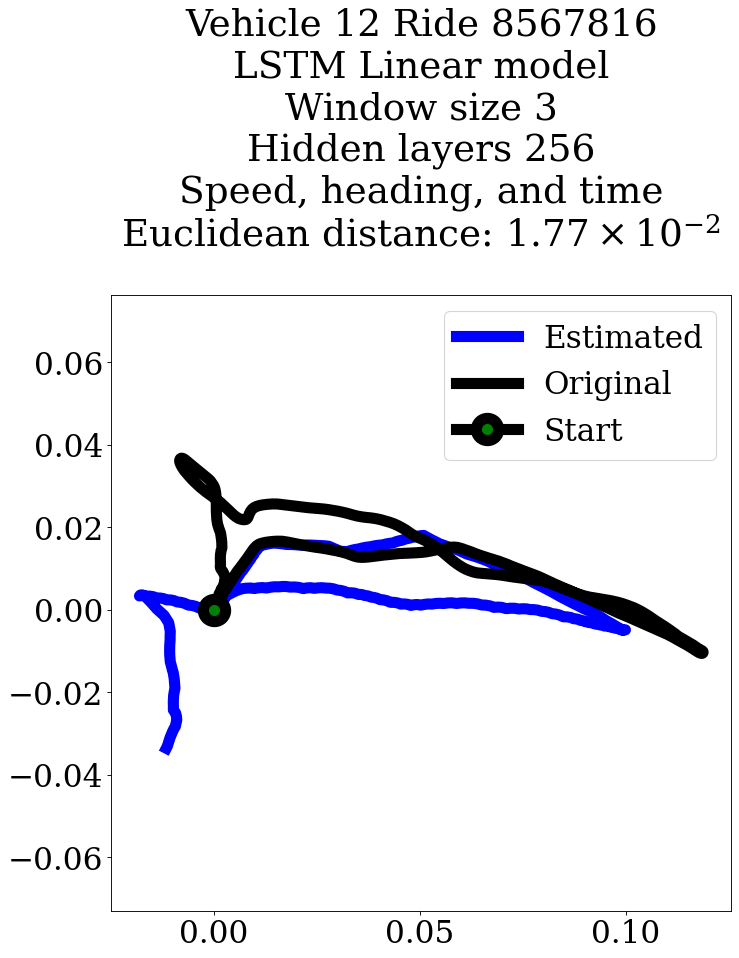 Vehicle 12 Ride 8567816
LSTM Linear model
Window size 3
Hidden layers 256
Speed, heading, and time
Euclidean distance: 1.77 × 10⁻²
Estimated
Original
Start
0.06
0.04
0.02
0.00
−0.02
−0.04
−0.06
0.00 0.05 0.10